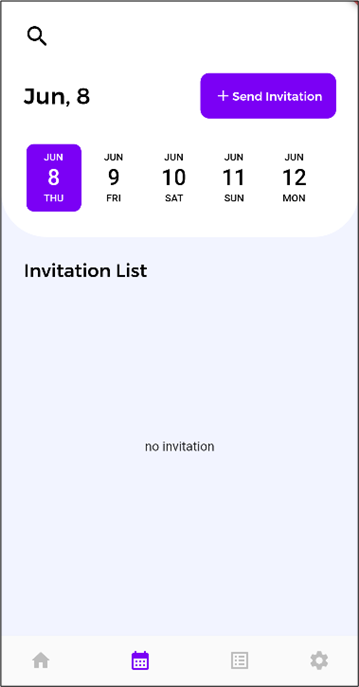 Jun, 8
+ Send Invitation
JUN JUN JUN JUN JUN
8 9 10 11 12
THU FRI SAT SUN MON
Invitation List
no invitation